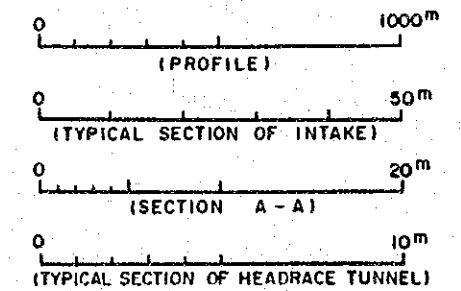 0 1000m
(PROFILE)
0 50m
(TYPICAL SECTION OF INTAKE)
0 20m
(SECTION A-A)
0 10m
(TYPICAL SECTION OF HEADRACE TUNNEL)